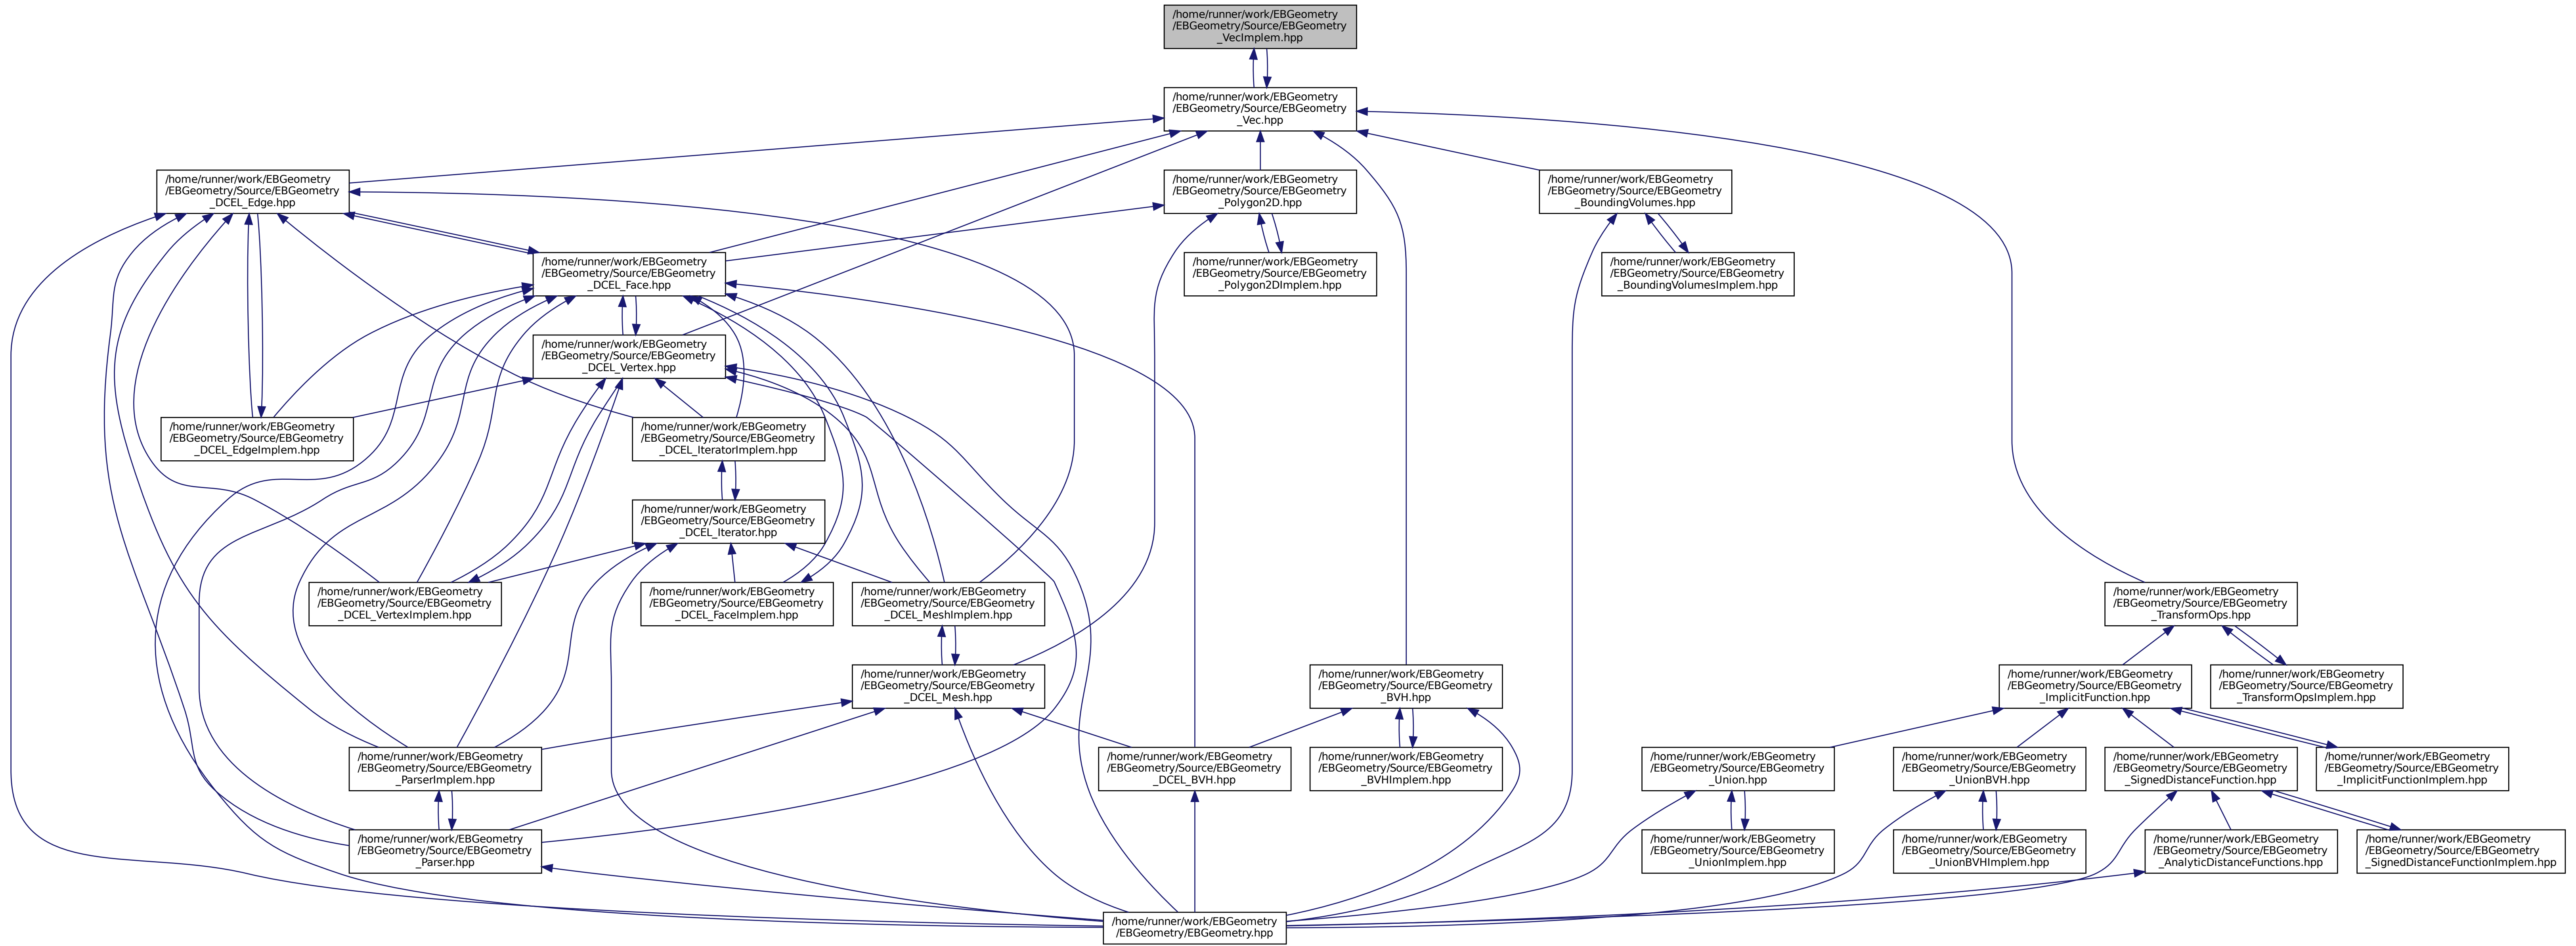 /home/runner/work/EBGeometry
/EBGeometry/Source/EBGeometry
_VecImplem.hpp
/home/runner/work/EBGeometry
/EBGeometry/Source/EBGeometry
_Vec.hpp
/home/runner/work/EBGeometry
/EBGeometry/Source/EBGeometry
_DCEL_Edge.hpp
/home/runner/work/EBGeometry
/EBGeometry/Source/EBGeometry
_Polygon2D.hpp
/home/runner/work/EBGeometry
/EBGeometry/Source/EBGeometry
_BoundingVolumes.hpp
/home/runner/work/EBGeometry
/EBGeometry/Source/EBGeometry
_DCEL_Face.hpp
/home/runner/work/EBGeometry
/EBGeometry/Source/EBGeometry
_Polygon2DImplem.hpp
/home/runner/work/EBGeometry
/EBGeometry/Source/EBGeometry
_BoundingVolumesImplem.hpp
/home/runner/work/EBGeometry
/EBGeometry/Source/EBGeometry
_DCEL_Vertex.hpp
/home/runner/work/EBGeometry
/EBGeometry/Source/EBGeometry
_DCEL_EdgeImplem.hpp
/home/runner/work/EBGeometry
/EBGeometry/Source/EBGeometry
_DCEL_IteratorImplem.hpp
/home/runner/work/EBGeometry
/EBGeometry/Source/EBGeometry
_DCEL_Iterator.hpp
/home/runner/work/EBGeometry
/EBGeometry/Source/EBGeometry
_DCEL_VertexImplem.hpp
/home/runner/work/EBGeometry
/EBGeometry/Source/EBGeometry
_DCEL_FaceImplem.hpp
/home/runner/work/EBGeometry
/EBGeometry/Source/EBGeometry
_DCEL_MeshImplem.hpp
/home/runner/work/EBGeometry
/EBGeometry/Source/EBGeometry
_TransformOps.hpp
/home/runner/work/EBGeometry
/EBGeometry/Source/EBGeometry
_DCEL_Mesh.hpp
/home/runner/work/EBGeometry
/EBGeometry/Source/EBGeometry
_BVH.hpp
/home/runner/work/EBGeometry
/EBGeometry/Source/EBGeometry
_ImplicitFunction.hpp
/home/runner/work/EBGeometry
/EBGeometry/Source/EBGeometry
_TransformOpsImplem.hpp
/home/runner/work/EBGeometry
/EBGeometry/Source/EBGeometry
_ParserImplem.hpp
/home/runner/work/EBGeometry
/EBGeometry/Source/EBGeometry
_DCEL_BVH.hpp
/home/runner/work/EBGeometry
/EBGeometry/Source/EBGeometry
_BVHImplem.hpp
/home/runner/work/EBGeometry
/EBGeometry/Source/EBGeometry
_Union.hpp
/home/runner/work/EBGeometry
/EBGeometry/Source/EBGeometry
_UnionBVH.hpp
/home/runner/work/EBGeometry
/EBGeometry/Source/EBGeometry
_SignedDistanceFunction.hpp
/home/runner/work/EBGeometry
/EBGeometry/Source/EBGeometry
_ImplicitFunctionImplem.hpp
/home/runner/work/EBGeometry
/EBGeometry/Source/EBGeometry
_Parser.hpp
/home/runner/work/EBGeometry
/EBGeometry/Source/EBGeometry
_UnionImplem.hpp
/home/runner/work/EBGeometry
/EBGeometry/Source/EBGeometry
_UnionBVHImplem.hpp
/home/runner/work/EBGeometry
/EBGeometry/Source/EBGeometry
_AnalyticDistanceFunctions.hpp
/home/runner/work/EBGeometry
/EBGeometry/Source/EBGeometry
_SignedDistanceFunctionImplem.hpp
/home/runner/work/EBGeometry
/EBGeometry/EBGeometry.hpp